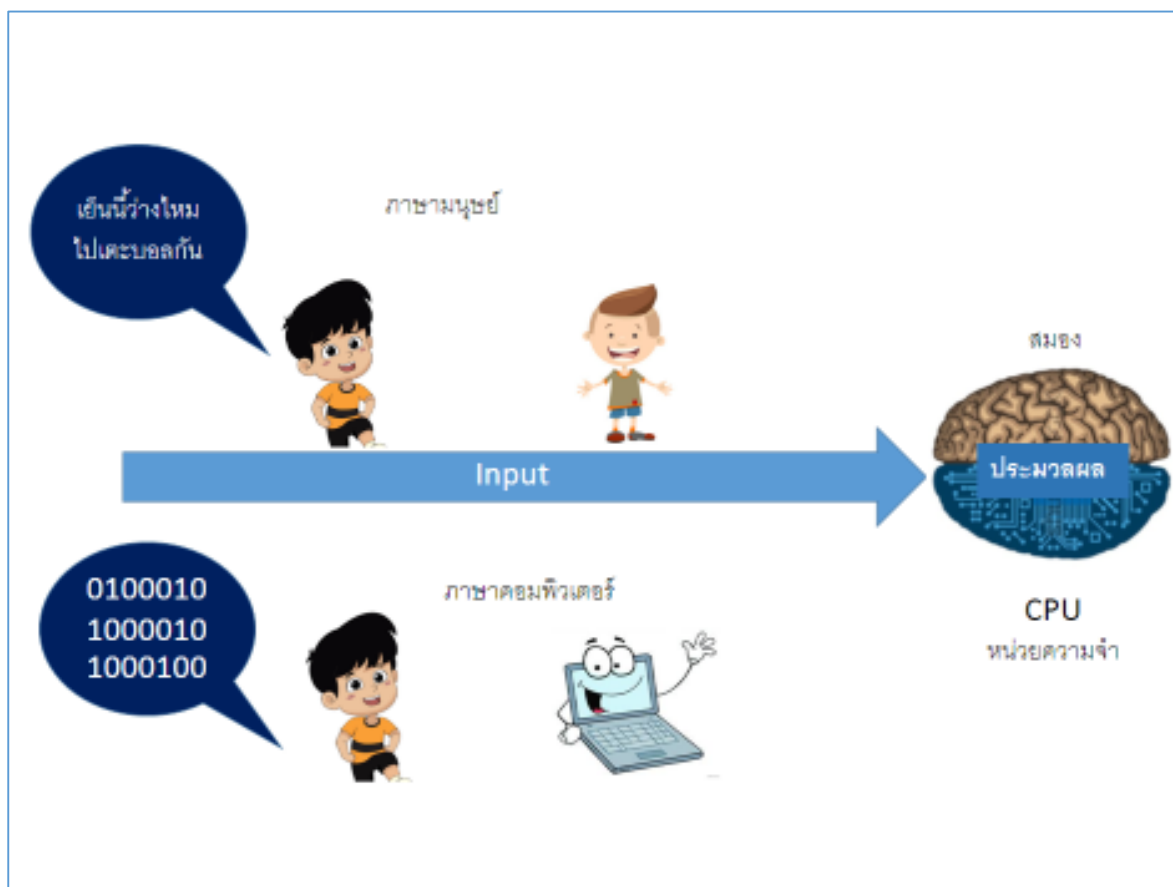 เย็นนี้ว่างไหม
ไปเตะบอลกัน
ภาษามนุษย์
สมอง
Input
ประมวลผล
0100010
1000010
1000100
ภาษาคอมพิวเตอร์
CPU
หน่วยความจำ